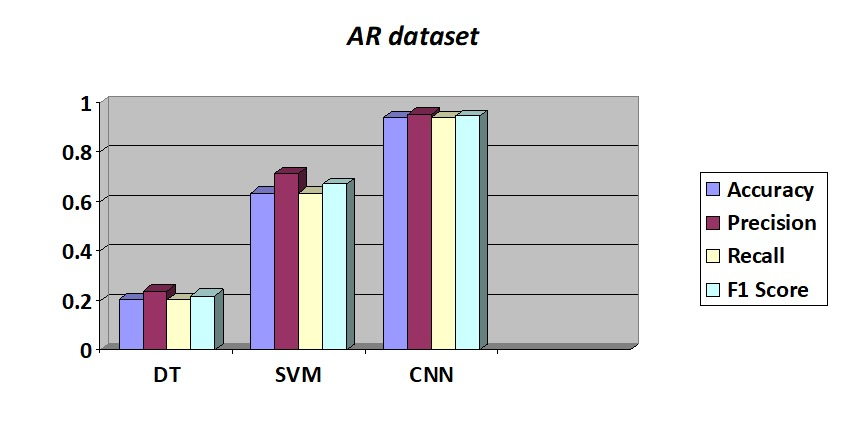 AR dataset
1
0.8
0.6
0.4
0.2
0
DT
SVM
CNN
Accuracy
Precision
Recall
F1 Score